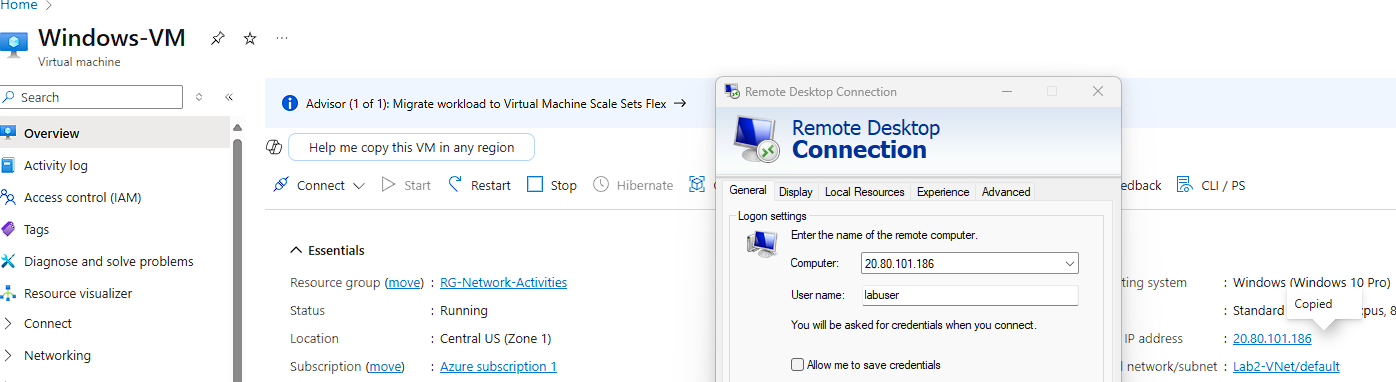 Home
Windows-VM
Virtual machine
Search
Overview
Activity log
Access control (IAM)
Tags
Diagnose and solve problems
Resource visualizer
Connect
Networking
Advisor (1 of 1): Migrate workload to Virtual Machine Scale Sets Flex
Help me copy this VM in any region
Connect Start Restart Stop Hibernate
edback CLI / PS
Essentials
Resource group (move) : RG-Network-Activities
Status : Running
Location : Central US (Zone 1)
Subscription (move) : Azure subscription 1
Remote Desktop Connection
Remote Desktop
Connection
General Display Local Resources Experience Advanced
Logon settings
Enter the name of the remote computer.
Computer: 20.80.101.186
User name: labuser
You will be asked for credentials when you connect.
Allow me to save credentials
ting system : Windows (Windows 10 Pro)
: Standard cpus, 8
Copied
IP address : 20.80.101.186
l network/subnet : Lab2-VNet/default